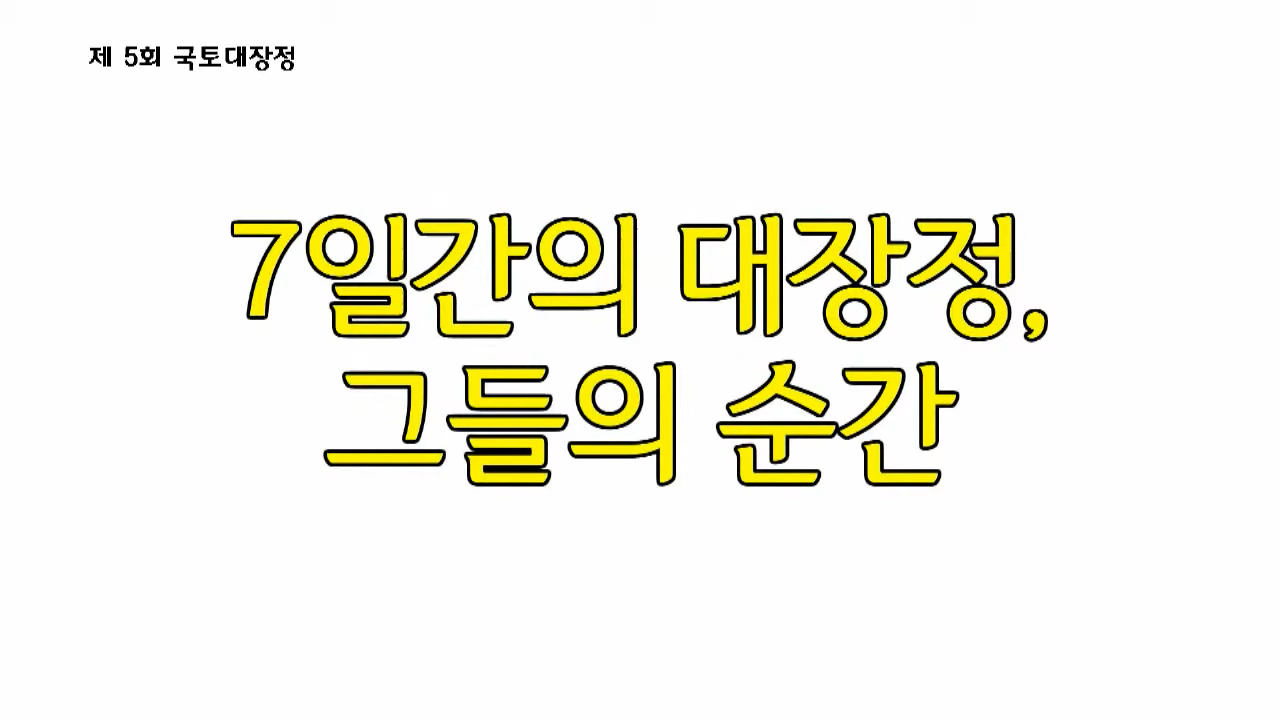 제 5회 국토대장정
7일간의 대장정,
그들의 순간